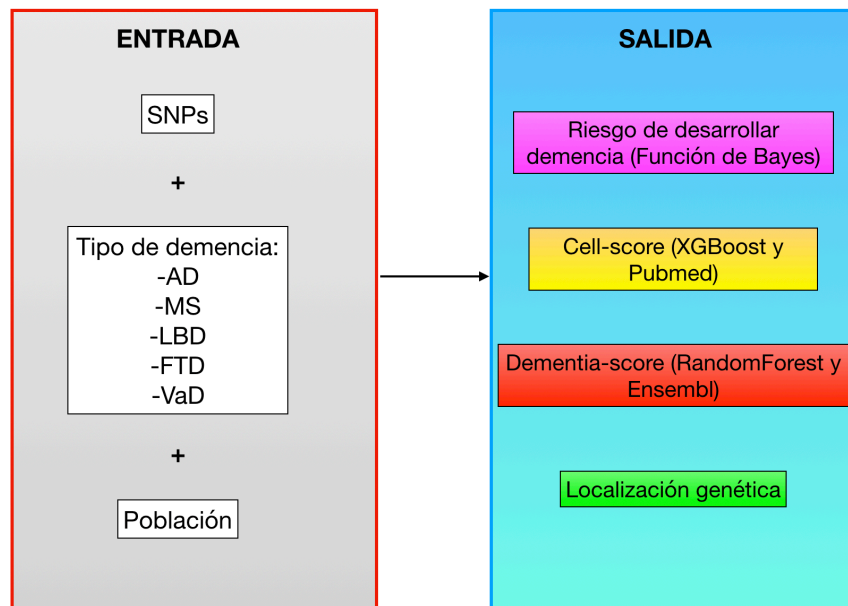 ENTRADA
SNPs
+
Tipo de demencia:
-AD
-MS
-LBD
-FTD
-VaD
+
Población
SALIDA
Riesgo de desarrollar
demencia (Función de Bayes)
Cell-score (XGBoost y
Pubmed)
Dementia-score (RandomForest y
Ensembl)
Localización genética